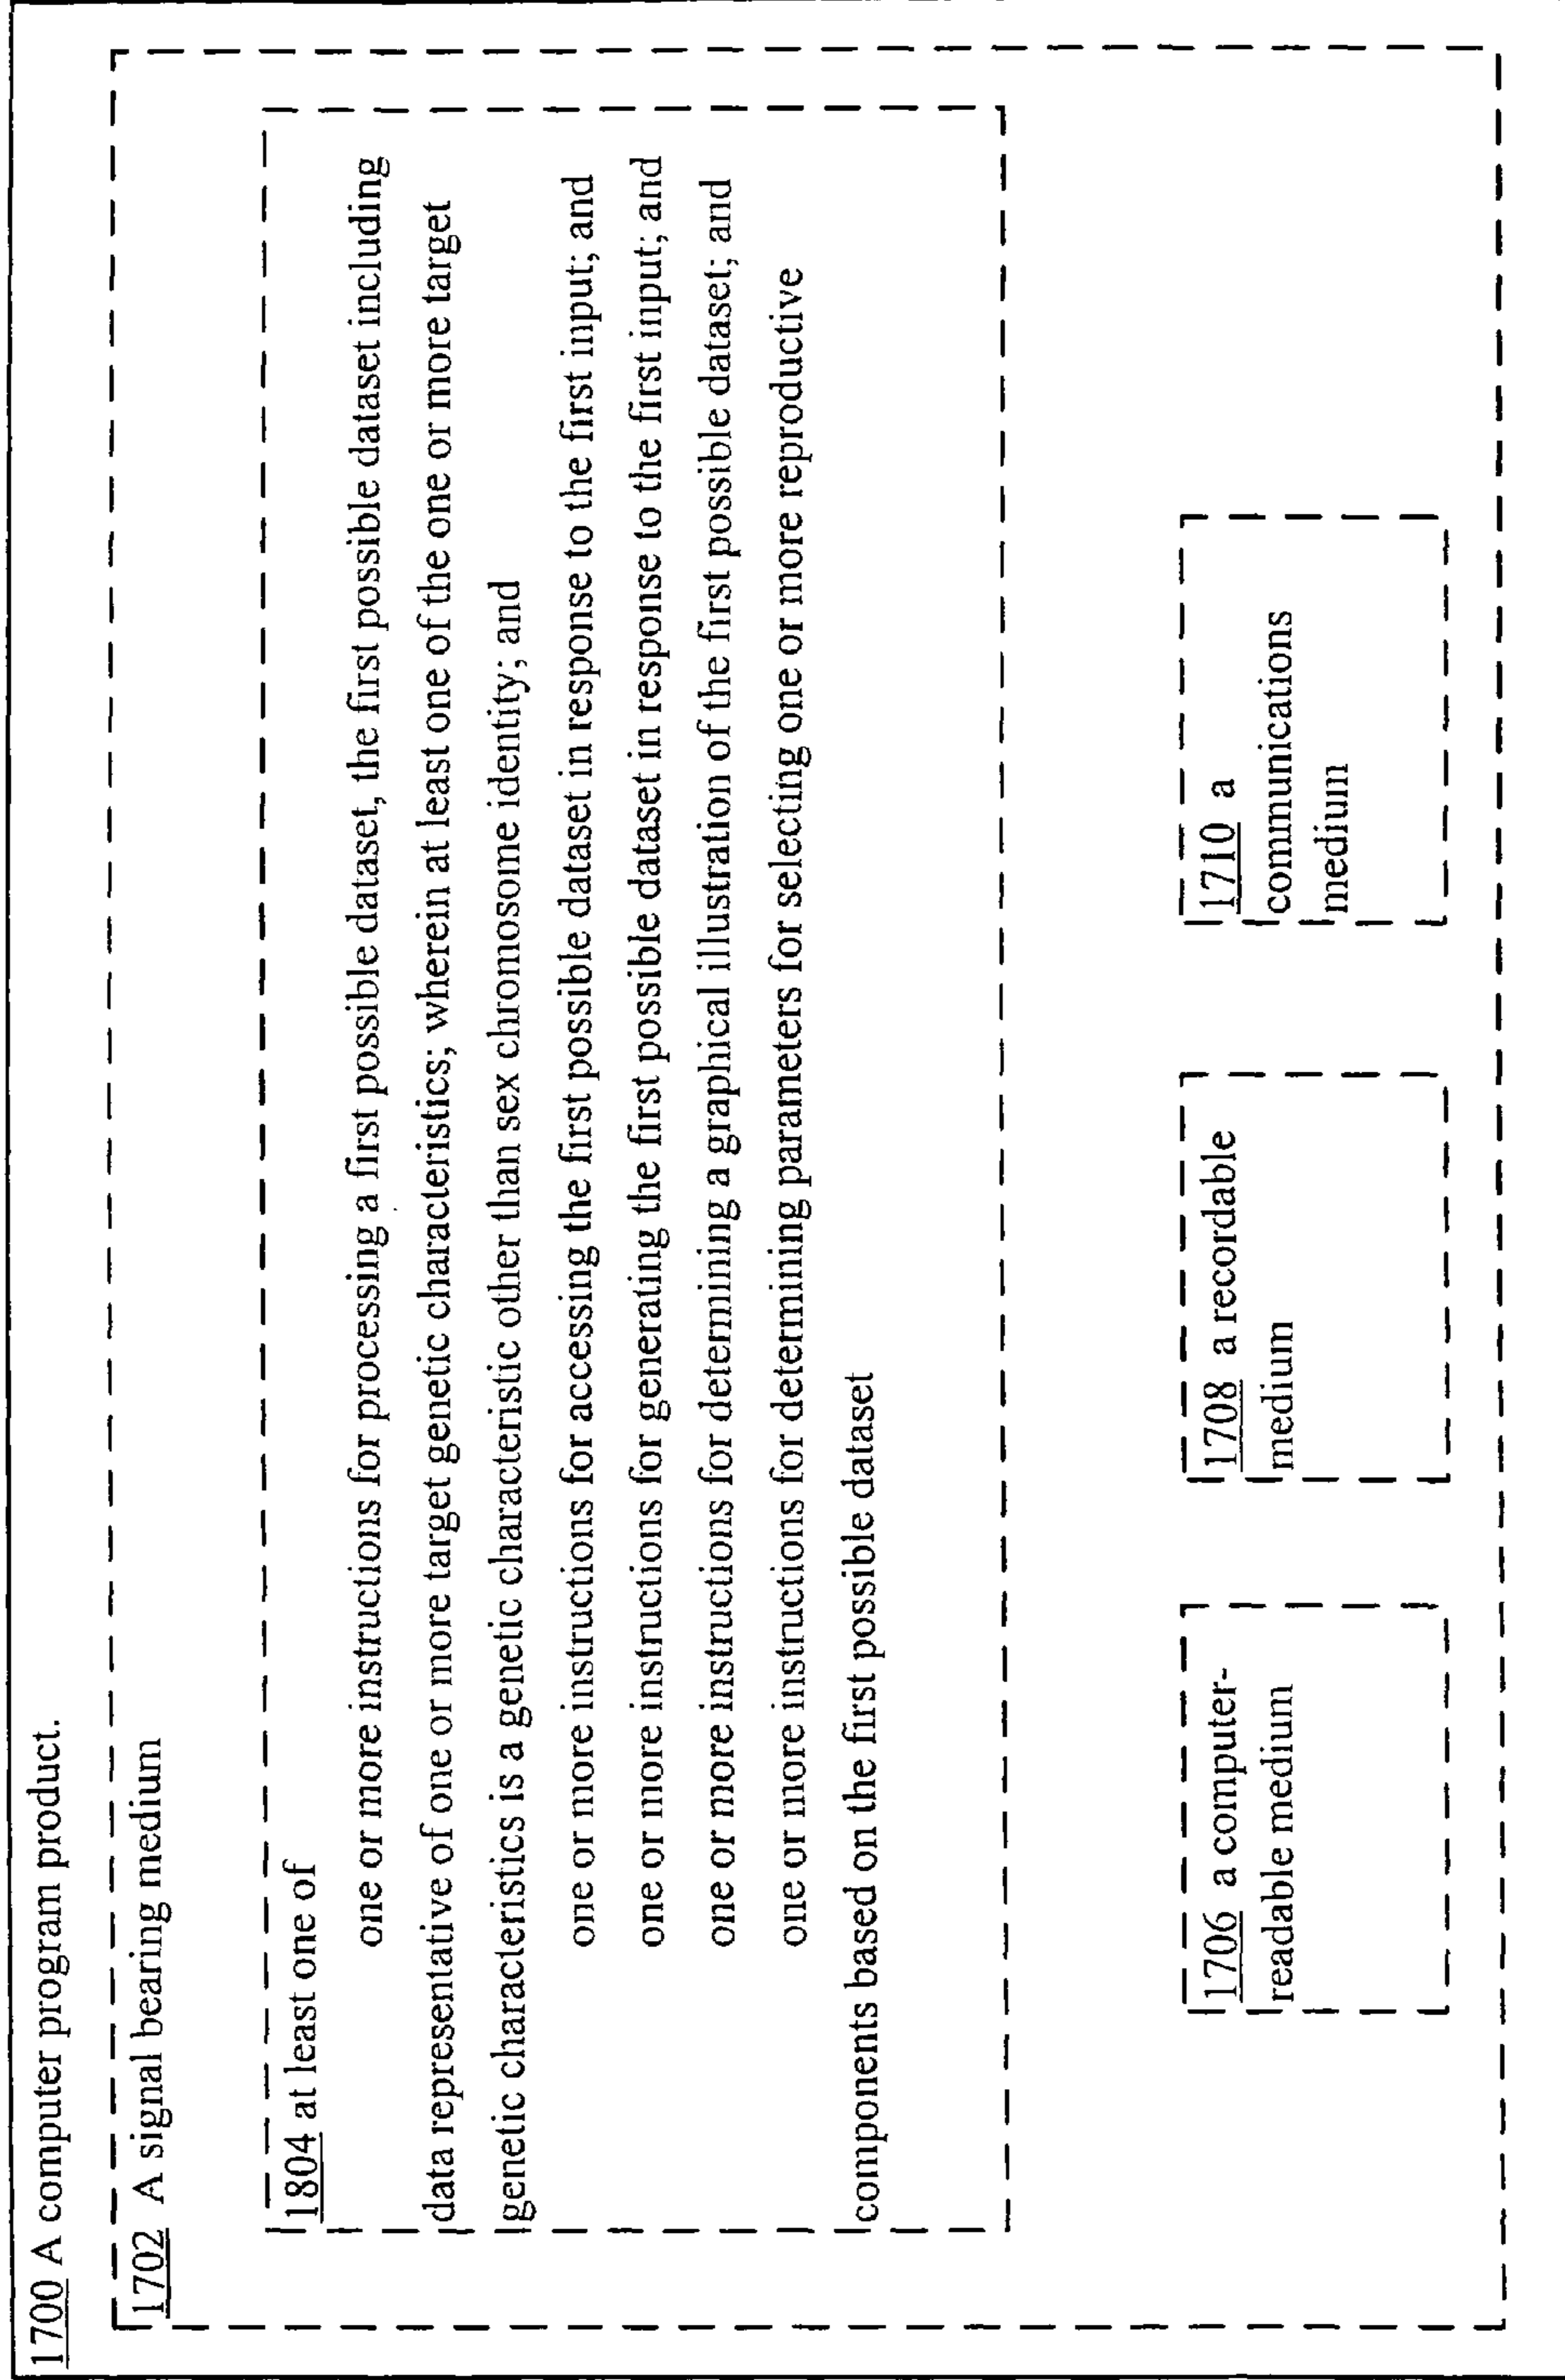 1700 A computer program product.
1702 A signal bearing medium
1804 at least one of
one or more instructions for processing a first possible dataset, the first possible dataset including
data representative of one or more target genetic characteristics; wherein at least one of the one or more target
genetic characteristics is a genetic characteristic other than sex chromosome identity; and
one or more instructions for accessing the first possible dataset in response to the first input; and
one or more instructions for generating the first possible dataset in response to the first input; and
one or more instructions for determining a graphical illustration of the first possible dataset; and
one or more instructions for determining parameters for selecting one or more reproductive
components based on the first possible dataset
1706 a computer-
readable medium
1708 a recordable
medium
1710 a
communications
medium